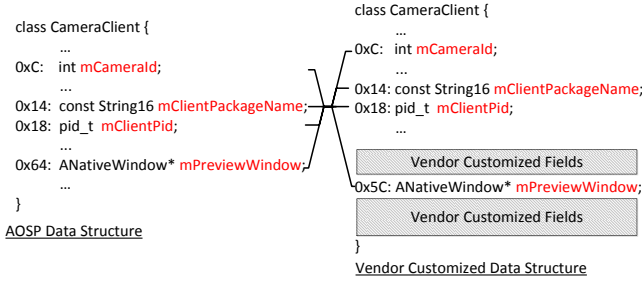 class CameraClient {
...
0xC: int mCameraId;
...
0x14: const String16 mClientPackageName;
0x18: pid_t mClientPid;
...
0x64: ANativeWindow* mPreviewWindow;
...
}
AOSP Data Structure
class CameraClient {
...
0xC: int mCameraId;
...
0x14: const String16 mClientPackageName;
0x18: pid_t mClientPid;
...
Vendor Customized Fields
0x5C: ANativeWindow* mPreviewWindow;
Vendor Customized Fields
}
Vendor Customized Data Structure